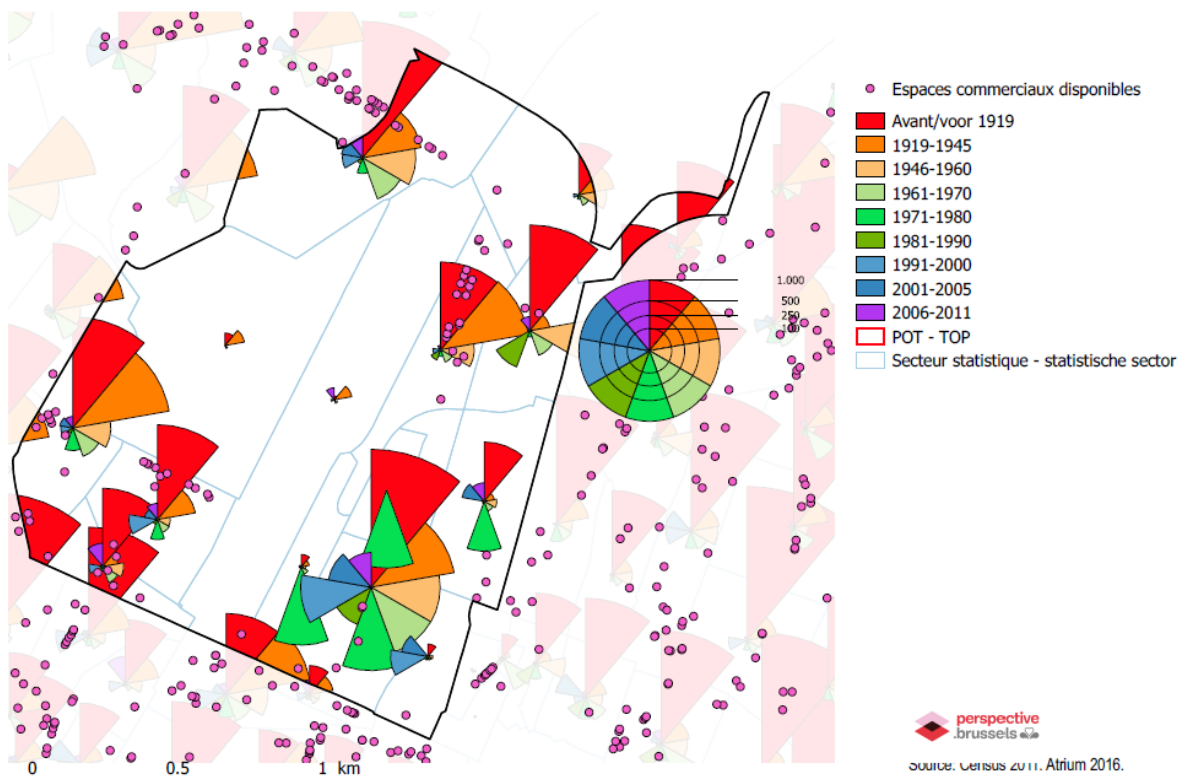 Espaces commerciaux disponibles
Avant/voor 1919
1919-1945
1946-1960
1961-1970
1971-1980
1981-1990
1991-2000
2001-2005
2006-2011
POT - TOP
Secteur statistique - statistische sector
1.000
500
250
100
perspective
.brussels
Source: Census 2011. Atrium 2016.
0 0.5 1 km